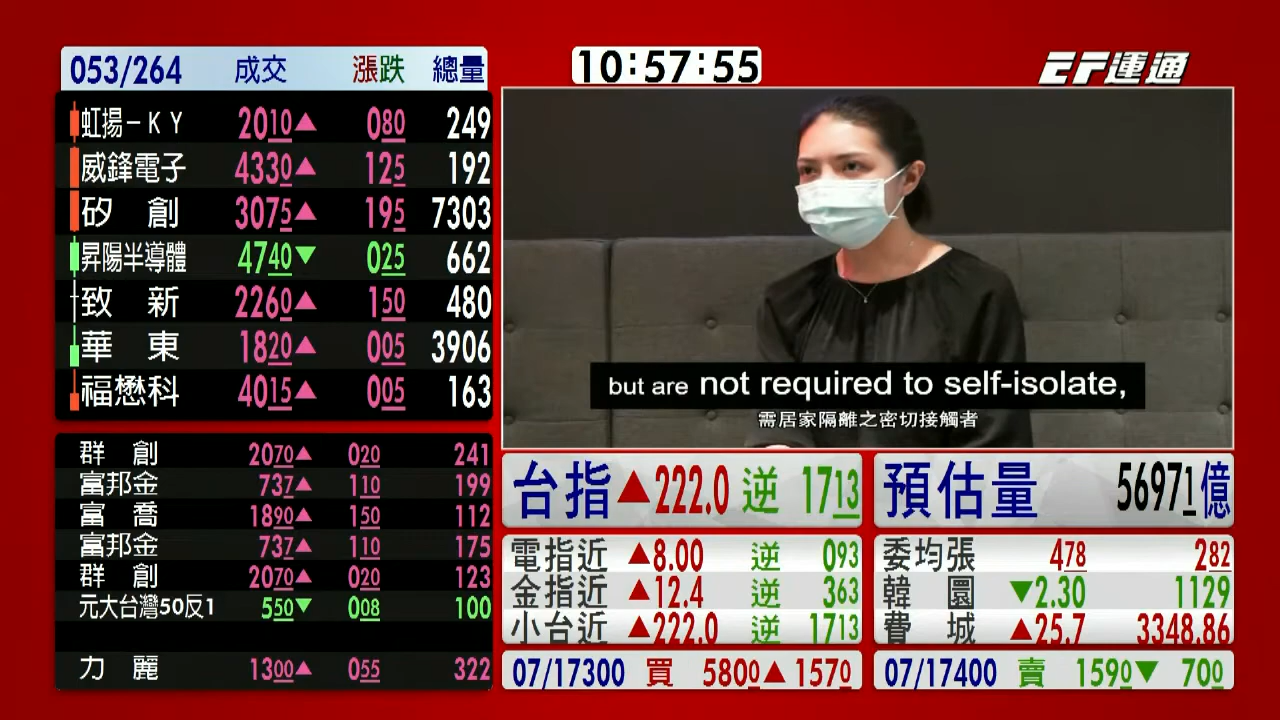 053/264 成交 漲跌 總量
10:57:55
EF運通
虹揚－ＫＹ 2010▲ 080 249
威鋒電子 4330▲ 125 192
矽創 3075▲ 195 7303
昇陽半導體 4740▼ 025 662
致新 2260▲ 150 480
華東 1820▲ 005 3906
福懋科 4015▲ 005 163
群創 2070▲ 020 241
富邦金 737▲ 110 199
富喬 1890▲ 150 112
富邦金 737▲ 110 175
群創 2070▲ 020 123
元大台灣50反1 550▼ 008 100
力麗 1300▲ 055 322
but are not required to self-isolate,
需居家隔離之密切接觸者
台指▲222.0 逆 1713
預估量 56971億
電指近 ▲8.00 逆 093
金指近 ▲12.4 逆 363
小台近 ▲222.0 逆 1713
委均張 478 282
韓圜 ▼2.30 1129
費城 ▲25.7 3348.86
07/17300 買 5800▲1570
07/17400 賣 1590▼ 700